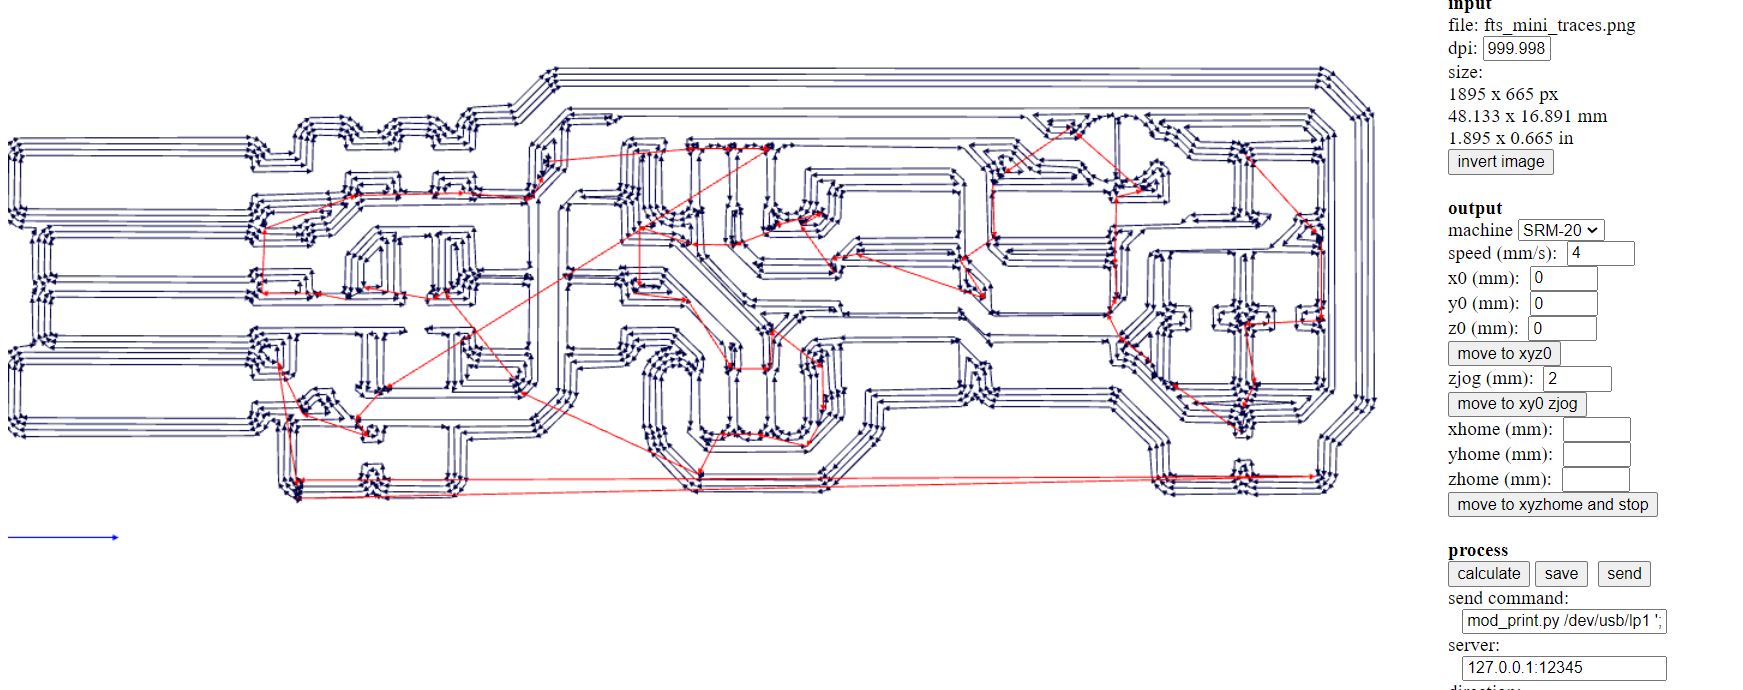 input
file: fts_mini_traces.png
dpi: 999.998
size:
1895 x 665 px
48.133 x 16.891 mm
1.895 x 0.665 in
invert image
output
machine SRM-20
speed (mm/s): 4
x0 (mm): 0
y0 (mm): 0
z0 (mm): 0
move to xyz0
zjog (mm): 2
move to xy0 zjog
xhome (mm):
yhome (mm):
zhome (mm):
move to xyzhome and stop
process
calculate save send
send command:
mod_print.py /dev/usb/lp1 ';
server:
127.0.0.1:12345
direction: